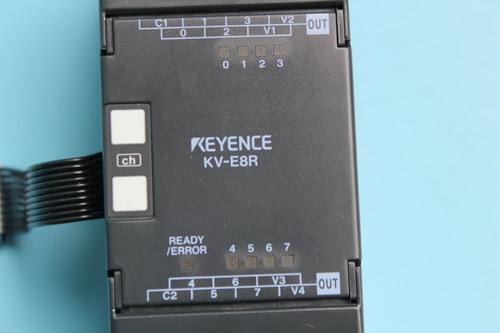 C1 1 3 V2 OUT
0 2 V1
0 1 2 3
KEYENCE
ch
KV-E8R
READY
/ERROR
4 5 6 7
4 6 V3 OUT
C2 5 7 V4